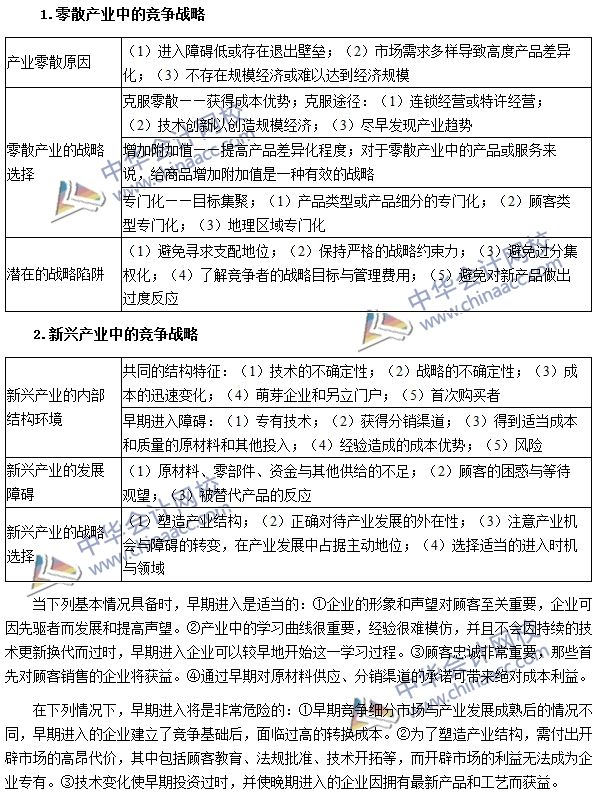 1.零散产业中的竞争战略
产业零散原因
（1）进入障碍低或存在退出壁垒；（2）市场需求多样导致高度产品差异
化；（3）不存在规模经济或难以达到经济规模
零散产业的战略
选择
克服零散——获得成本优势；克服途径：（1）连锁经营或特许经营；
（2）技术创新以创造规模经济；（3）尽早发现产业趋势
增加附加值——提高产品差异化程度；对于零散产业中的产品或服务来
说，给商品增加附加值是一种有效的战略
专门化——目标集聚；（1）产品类型或产品细分的专门化；（2）顾客类
型专门化；（3）地理区域专门化
潜在的战略陷阱
（1）避免寻求支配地位；（2）保持严格的战略约束力；（3）避免过分集
权化；（4）了解竞争者的战略目标与管理费用；（5）避免对新产品做出
过度反应
2.新兴产业中的竞争战略
新兴产业的内部
结构环境
共同的结构特征：（1）技术的不确定性；（2）战略的不确定性；（3）成
本的迅速变化；（4）萌芽企业和另立门户；（5）首次购买者
早期进入障碍：（1）专有技术；（2）获得分销渠道；（3）得到适当成本
和质量的原材料和其他投入；（4）经验造成的成本优势；（5）风险
新兴产业的发展
障碍
（1）原材料、零部件、资金与其他供给的不足；（2）顾客的困惑与等待
观望；（3）被替代产品的反应
新兴产业的战略
选择
（1）塑造产业结构；（2）正确对待产业发展的外在性；（3）注意产业机
会与障碍的转变，在产业发展中占据主动地位；（4）选择适当的进入时机
与领域
当下列基本情况具备时，早期进入是适当的：①企业的形象和声望对顾客至关重要，企业可
因先驱者而发展和提高声望。②产业中的学习曲线很重要，经验很难模仿，并且不会因持续的技
术更新换代而过时，早期进入企业可以较早地开始这一学习过程。③顾客忠诚非常重要，那些首
先对顾客销售的企业将获益。④通过早期对原材料供应、分销渠道的承诺可带来绝对成本利益。
在下列情况下，早期进入将是非常危险的：①早期竞争细分市场与产业发展成熟后的情况不
同，早期进入的企业建立了竞争基础后，面临过高的转换成本。②为了塑造产业结构，需付出开
辟市场的高昂代价，其中包括顾客教育、法规批准、技术开拓等，而开辟市场的利益无法成为企
业专有。③技术变化使早期投资过时，并使晚期进入的企业因拥有最新产品和工艺而获益。
中华会计网校
www.chinaacc.com
中华会计网校
www.chinaacc.com
中华会计网校
www.chinaacc.com
中华会计网校
www.chinaacc.com